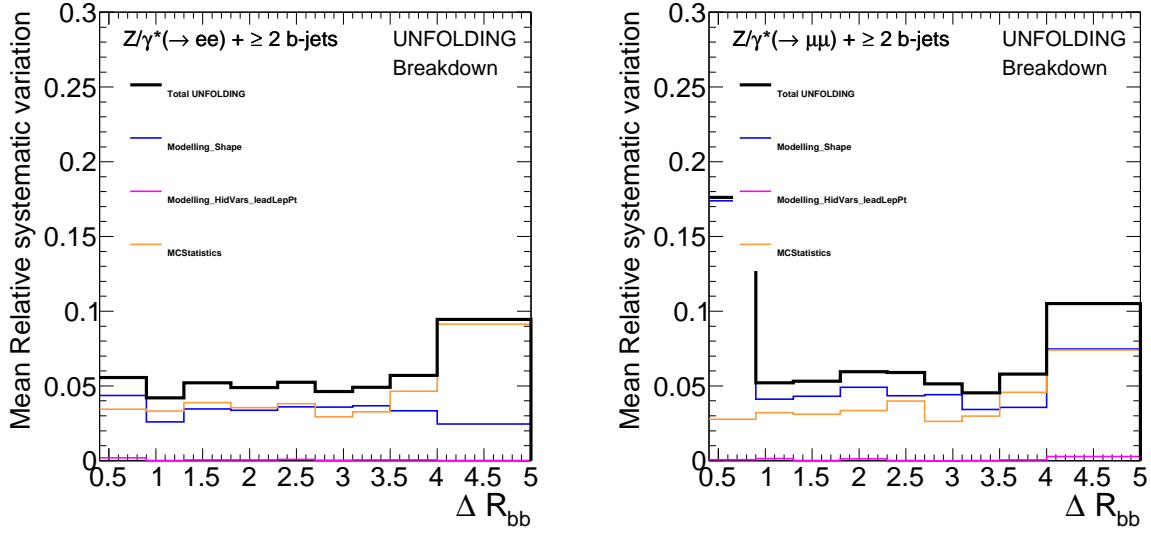 Mean Relative systematic variation
0.3
0.25
0.2
0.15
0.1
0.05
0
Z/γ*(→ ee) + ≥ 2 b-jets
UNFOLDING
Breakdown
Total UNFOLDING
Modelling_Shape
Modelling_HidVars_leadLepPt
MCStatistics
0.5 1 1.5 2 2.5 3 3.5 4 4.5 5
Δ R_bb
Mean Relative systematic variation
0.3
0.25
0.2
0.15
0.1
0.05
0
Z/γ*(→ μμ) + ≥ 2 b-jets
UNFOLDING
Breakdown
Total UNFOLDING
Modelling_Shape
Modelling_HidVars_leadLepPt
MCStatistics
0.5 1 1.5 2 2.5 3 3.5 4 4.5 5
Δ R_bb